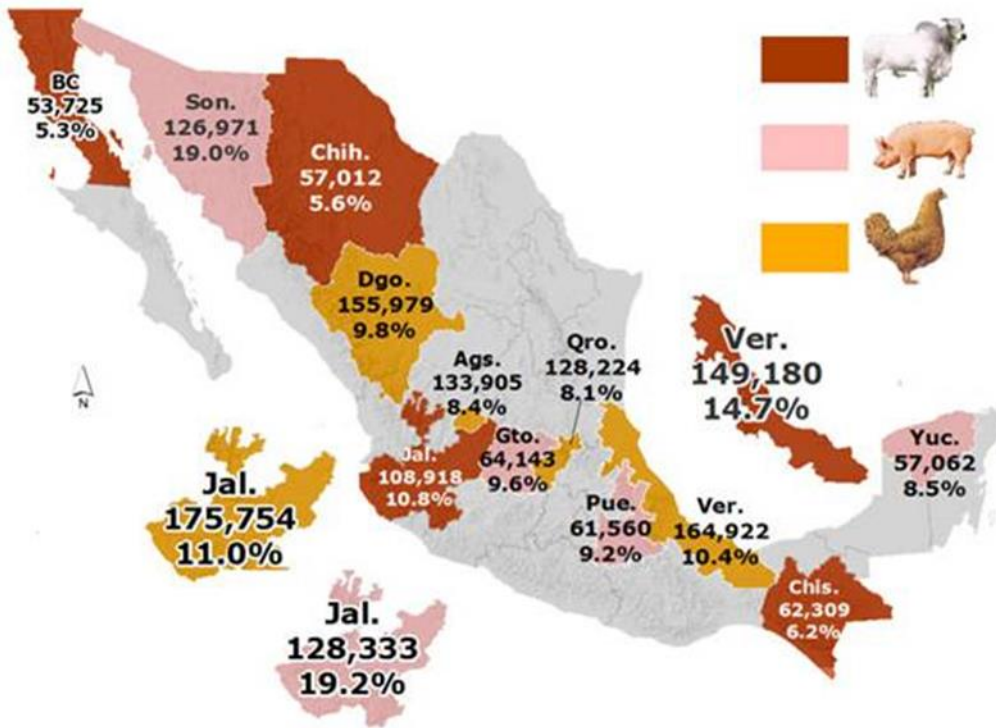 BC
53,725
5.3%
Son.
126,971
19.0%
Chih.
57,012
5.6%
Dgo.
155,979
9.8%
Ags.
133,905
8.4%
Qro.
128,224
8.1%
Ver.
149,180
14.7%
Jal.
108,918
10.8%
Gto.
64,143
9.6%
Yuc.
57,062
8.5%
Jal.
175,754
11.0%
Pue.
61,560
9.2%
Ver.
164,922
10.4%
Chis.
62,309
6.2%
Jal.
128,333
19.2%
N